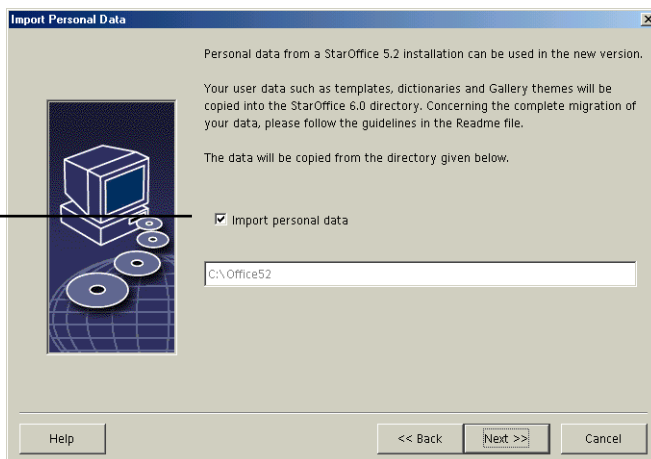 Import Personal Data
Personal data from a StarOffice 5.2 installation can be used in the new version.
Your user data such as templates, dictionaries and Gallery themes will be
copied into the StarOffice 6.0 directory. Concerning the complete migration of
your data, please follow the guidelines in the Readme file.
The data will be copied from the directory given below.
Import personal data
C:\Office52
Help
<< Back
Next >>
Cancel